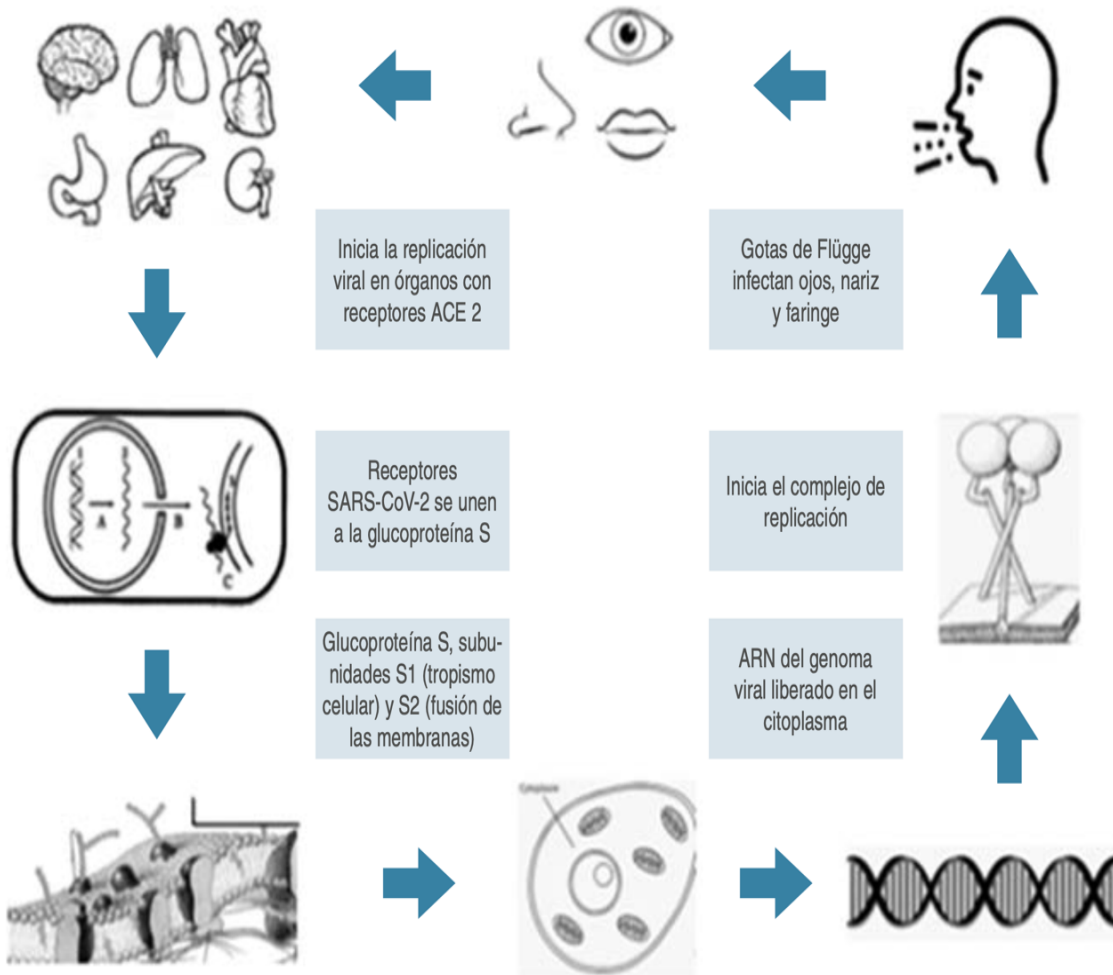 Inicia la replicación
viral en órganos con
receptores ACE 2
Gotas de Flügge
infectan ojos, nariz
y faringe
A
B
C
Receptores
SARS-CoV-2 se unen
a la glucoproteína S
Inicia el complejo de
replicación
Glucoproteína S, subu-
nidades S1 (tropismo
celular) y S2 (fusión de
las membranas)
ARN del genoma
viral liberado en el
citoplasma